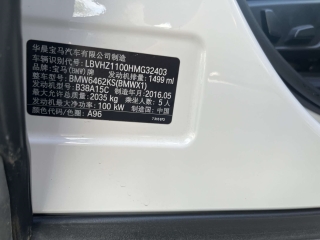 华晨宝马汽车有限公司制造
车辆识别代号: LBVHZ1100HMG32403
品牌: 宝马(BMW)牌 发动机排量: 1499 ml
整车型号: BMW6462KS(BMWX1)
发动机型号: B38A15C 制造年月: 2016.05
最大允许总质量: 2035 kg 乘坐人数: 5 人
发动机最大净功率: 100 kW 制造国: 中国
颜色-色标: A96